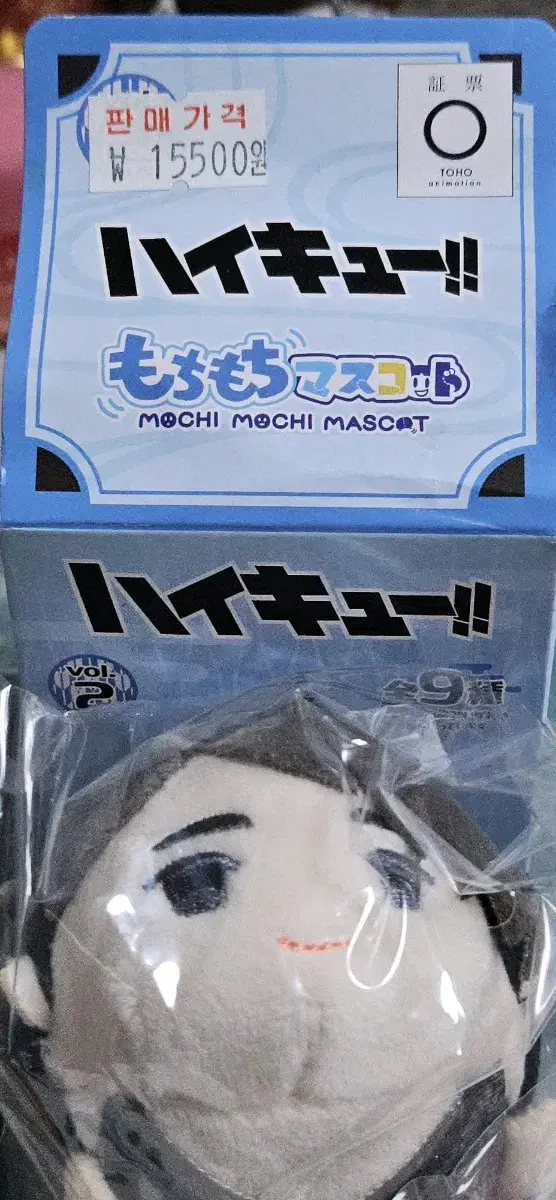 판매가격
₩ 15500원
証票
TOHO
animation
ハイキュー!!
もちもちマスコット
MOCHI MOCHI MASCOT
ハイキュー!!
vol.
2
全9種